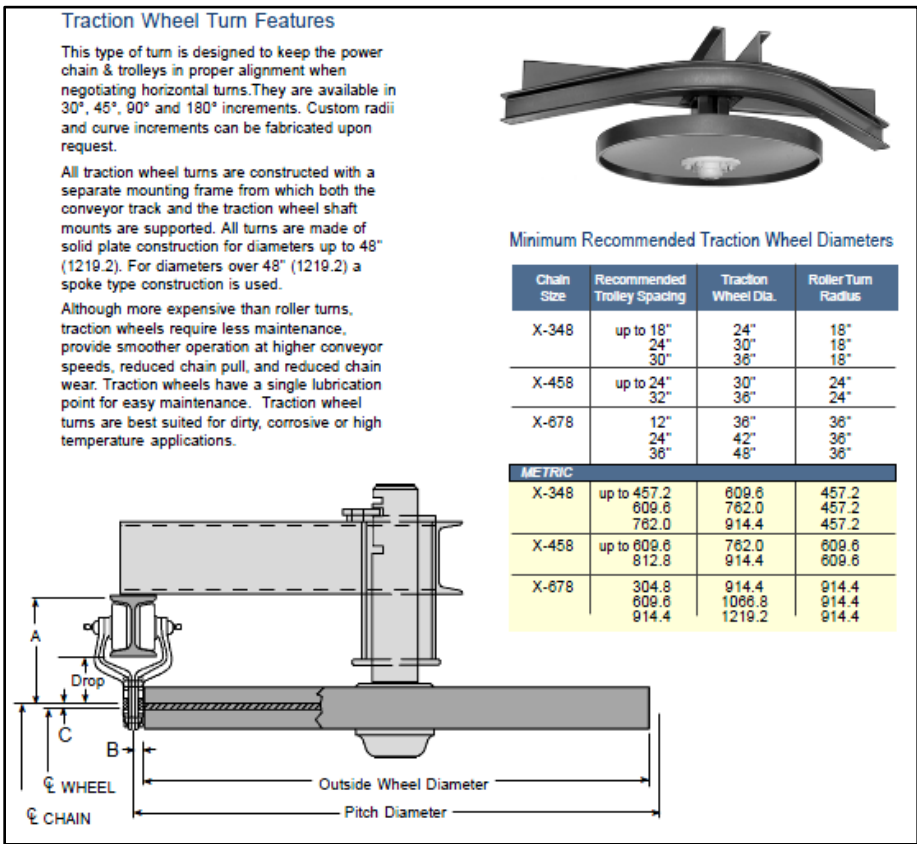 Traction Wheel Turn Features
This type of turn is designed to keep the power
chain & trolleys in proper alignment when
negotiating horizontal turns.They are available in
30°, 45°, 90° and 180° increments. Custom radii
and curve increments can be fabricated upon
request.
All traction wheel turns are constructed with a
separate mounting frame from which both the
conveyor track and the traction wheel shaft
mounts are supported. All turns are made of
solid plate construction for diameters up to 48"
(1219.2). For diameters over 48" (1219.2) a
spoke type construction is used.
Although more expensive than roller turns,
traction wheels require less maintenance,
provide smoother operation at higher conveyor
speeds, reduced chain pull, and reduced chain
wear. Traction wheels have a single lubrication
point for easy maintenance. Traction wheel
turns are best suited for dirty, corrosive or high
temperature applications.
Minimum Recommended Traction Wheel Diameters
Chain Size Recommended Trolley Spacing Traction Wheel Dia. Roller Turn Radius
X-348 up to 18" 24" 18"
24" 30" 18"
30" 36" 18"
X-458 up to 24" 30" 24"
32" 36" 24"
X-678 12" 36" 36"
24" 42" 36"
36" 48" 36"
METRIC
X-348 up to 457.2 609.6 457.2
609.6 762.0 457.2
762.0 914.4 457.2
X-458 up to 609.6 762.0 609.6
812.8 914.4 609.6
X-678 304.8 914.4 914.4
609.6 1066.8 914.4
914.4 1219.2 914.4
A
Drop
C
B
℄ WHEEL
℄ CHAIN
Outside Wheel Diameter
Pitch Diameter